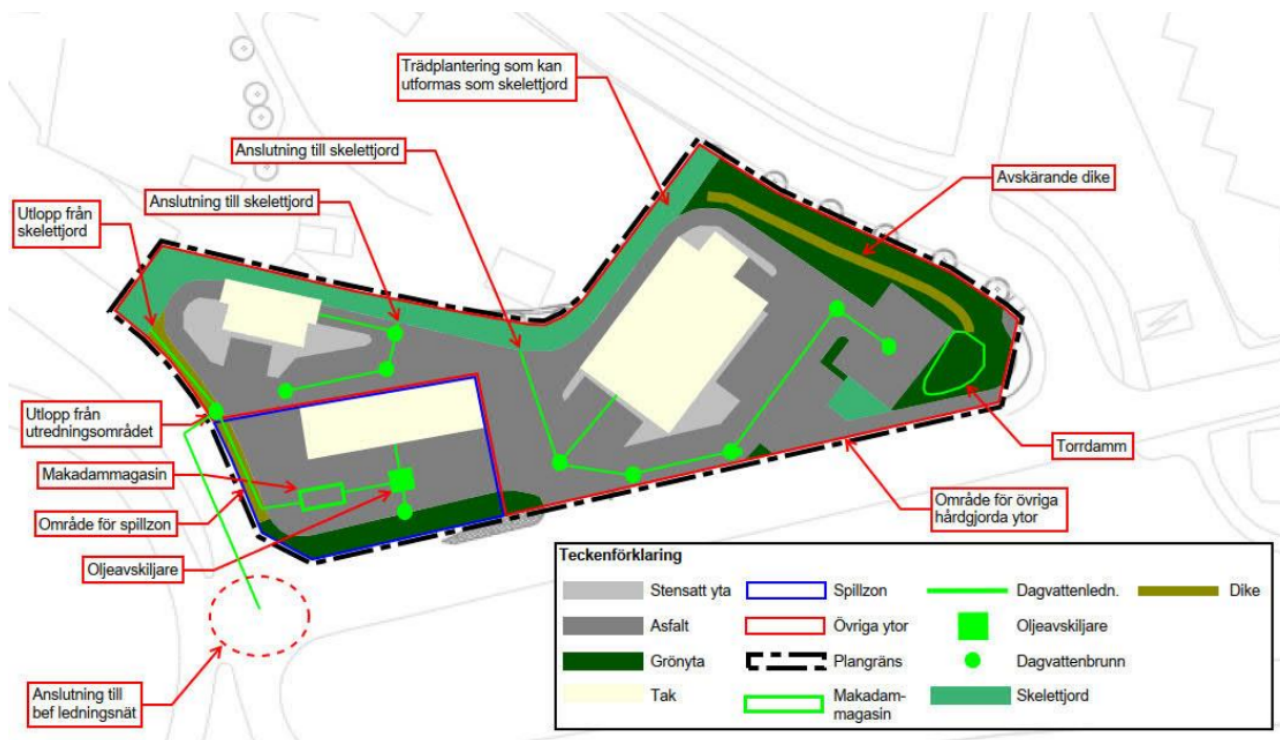 Trädplantering som kan
utformas som skelettjord
Anslutning till skelettjord
Avskärande dike
Anslutning till skelettjord
Utlopp från
skelettjord
Utlopp från
utredningsområdet
Torrdamm
Makadammagasin
Område för spillzon
Område för övriga
hårdgjorda ytor
Oljeavskiljare
Anslutning till
bef ledningsnät
Teckenförklaring
Stensatt yta
Spillzon
Dagvattenledn.
Dike
Asfalt
Övriga ytor
Oljeavskiljare
Grönyta
Plangräns
Dagvattenbrunn
Tak
Makadam-
magasin
Skelettjord